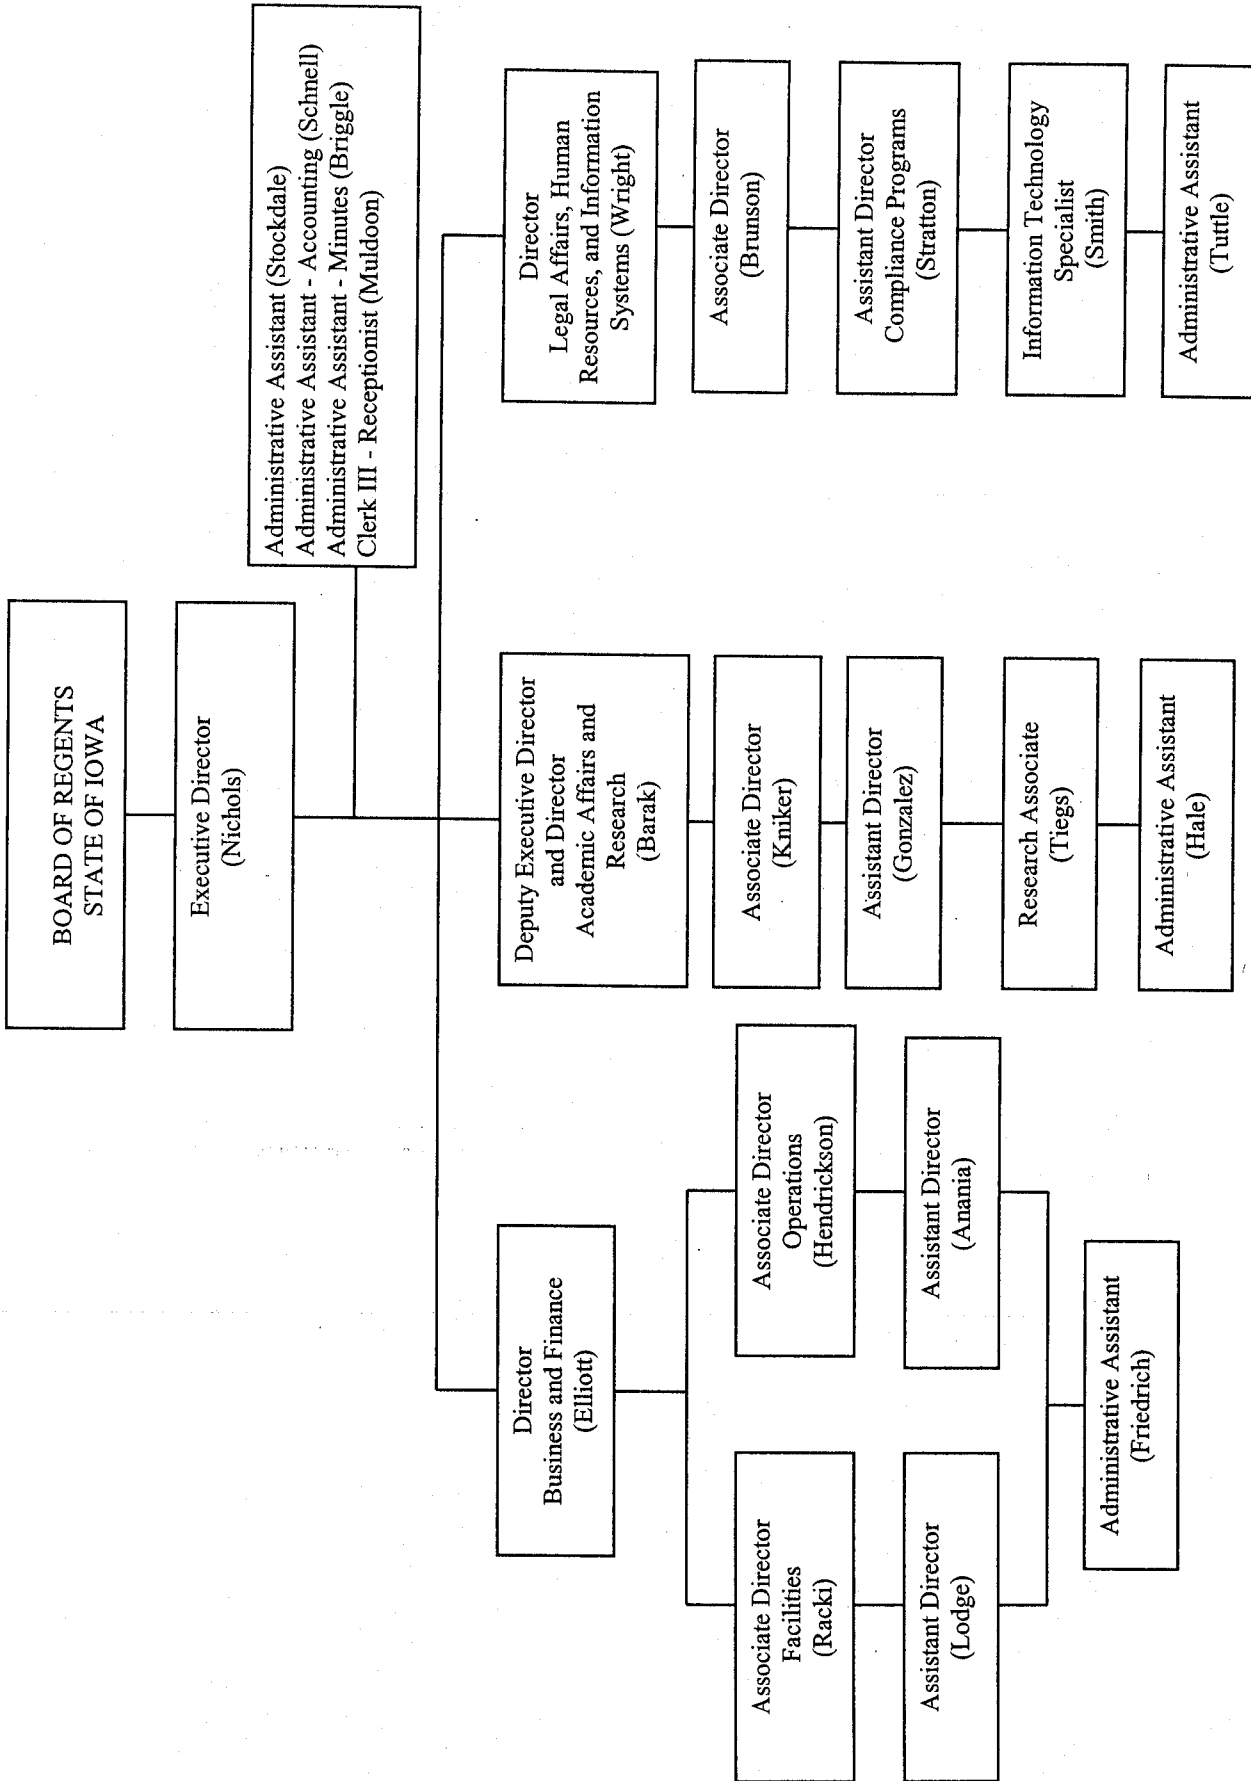 BOARD OF REGENTS
STATE OF IOWA
Executive Director
(Nichols)
Administrative Assistant (Stockdale)
Administrative Assistant - Accounting (Schnell)
Administrative Assistant - Minutes (Briggle)
Clerk III - Receptionist (Muldoon)
Director
Business and Finance
(Elliott)
Associate Director
Facilities
(Racki)
Assistant Director
(Lodge)
Associate Director
Operations
(Hendrickson)
Assistant Director
(Anania)
Administrative Assistant
(Friedrich)
Deputy Executive Director
and Director
Academic Affairs and
Research
(Barak)
Associate Director
(Kniker)
Assistant Director
(Gonzalez)
Research Associate
(Tiegs)
Administrative Assistant
(Hale)
Director
Legal Affairs, Human
Resources, and Information
Systems (Wright)
Associate Director
(Brunson)
Assistant Director
Compliance Programs
(Stratton)
Information Technology
Specialist
(Smith)
Administrative Assistant
(Tuttle)